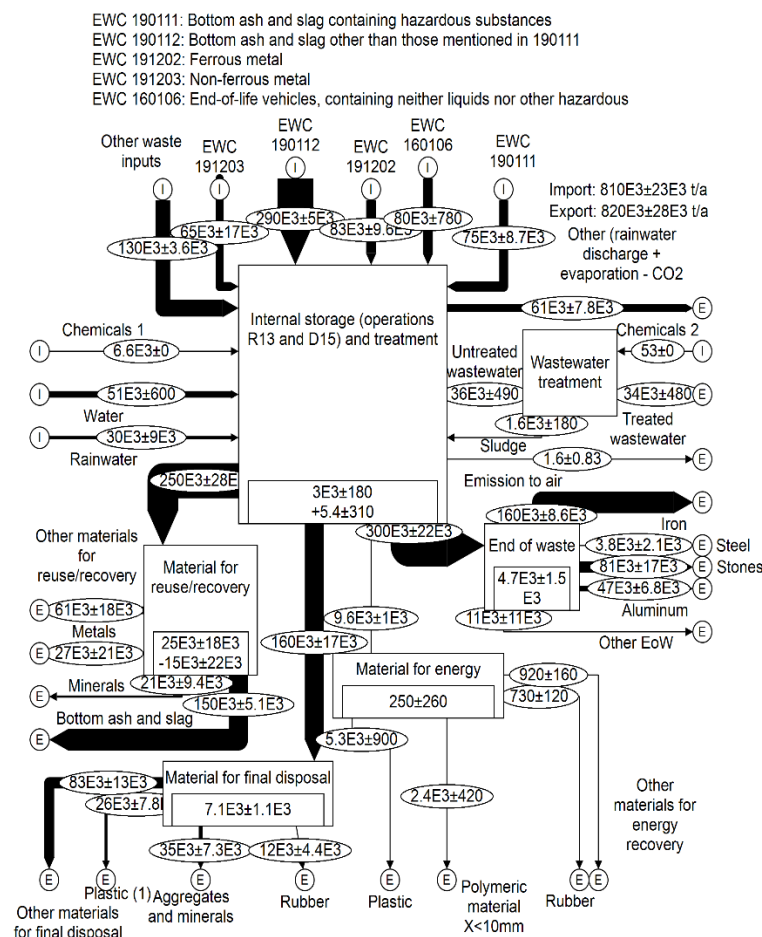 EWC 190111: Bottom ash and slag containing hazardous substances
EWC 190112: Bottom ash and slag other than those mentioned in 190111
EWC 191202: Ferrous metal
EWC 191203: Non-ferrous metal
EWC 160106: End-of-life vehicles, containing neither liquids nor other hazardous
Other waste
inputs
EWC
191203
EWC
190112
EWC
191202
EWC
160106
EWC
190111
I
I
I
I
I
I
Import: 810E3±23E3 t/a
Export: 820E3±28E3 t/a
130E3±3.6E3
65E3±17E3
290E3±5E3
83E3±9.6E3
80E3±780
75E3±8.7E3
Other (rainwater
discharge +
evaporation - CO2
61E3±7.8E3
E
Internal storage (operations
R13 and D15) and treatment
Chemicals 1
I
6.6E3±0
I
51E3±600
Water
I
30E3±9E3
Rainwater
Untreated
wastewater
36E3±490
Wastewater
treatment
Chemicals 2
53±0
I
34E3±480
E
Treated
wastewater
1.6E3±180
Sludge
1.6±0.83
E
Emission to air
3E3±180
+5.4±310
250E3±28E
300E3±22E3
160E3±8.6E3
E
Iron
End of waste
4.7E3±1.5
E3
3.8E3±2.1E3
E
Steel
81E3±17E3
E
Stones
47E3±6.8E3
E
Aluminum
11E3±11E3
E
Other EoW
Other materials
for
reuse/recovery
Material for
reuse/recovery
25E3±18E3
-15E3±22E3
E
61E3±18E3
Metals
E
27E3±21E3
E
Minerals
21E3±9.4E3
Bottom ash and slag
E
150E3±5.1E3
160E3±17E3
9.6E3±1E3
Material for energy
250±260
920±160
730±120
5.3E3±900
2.4E3±420
Material for final disposal
7.1E3±1.1E3
83E3±13E3
26E3±7.8
35E3±7.3E3
12E3±4.4E3
Other
materials for
energy
recovery
E
E
E
E
E
E
E
E
Other materials
for final disposal
Plastic (1)
Aggregates
and minerals
Rubber
Plastic
Polymeric
material
X<10mm
Rubber